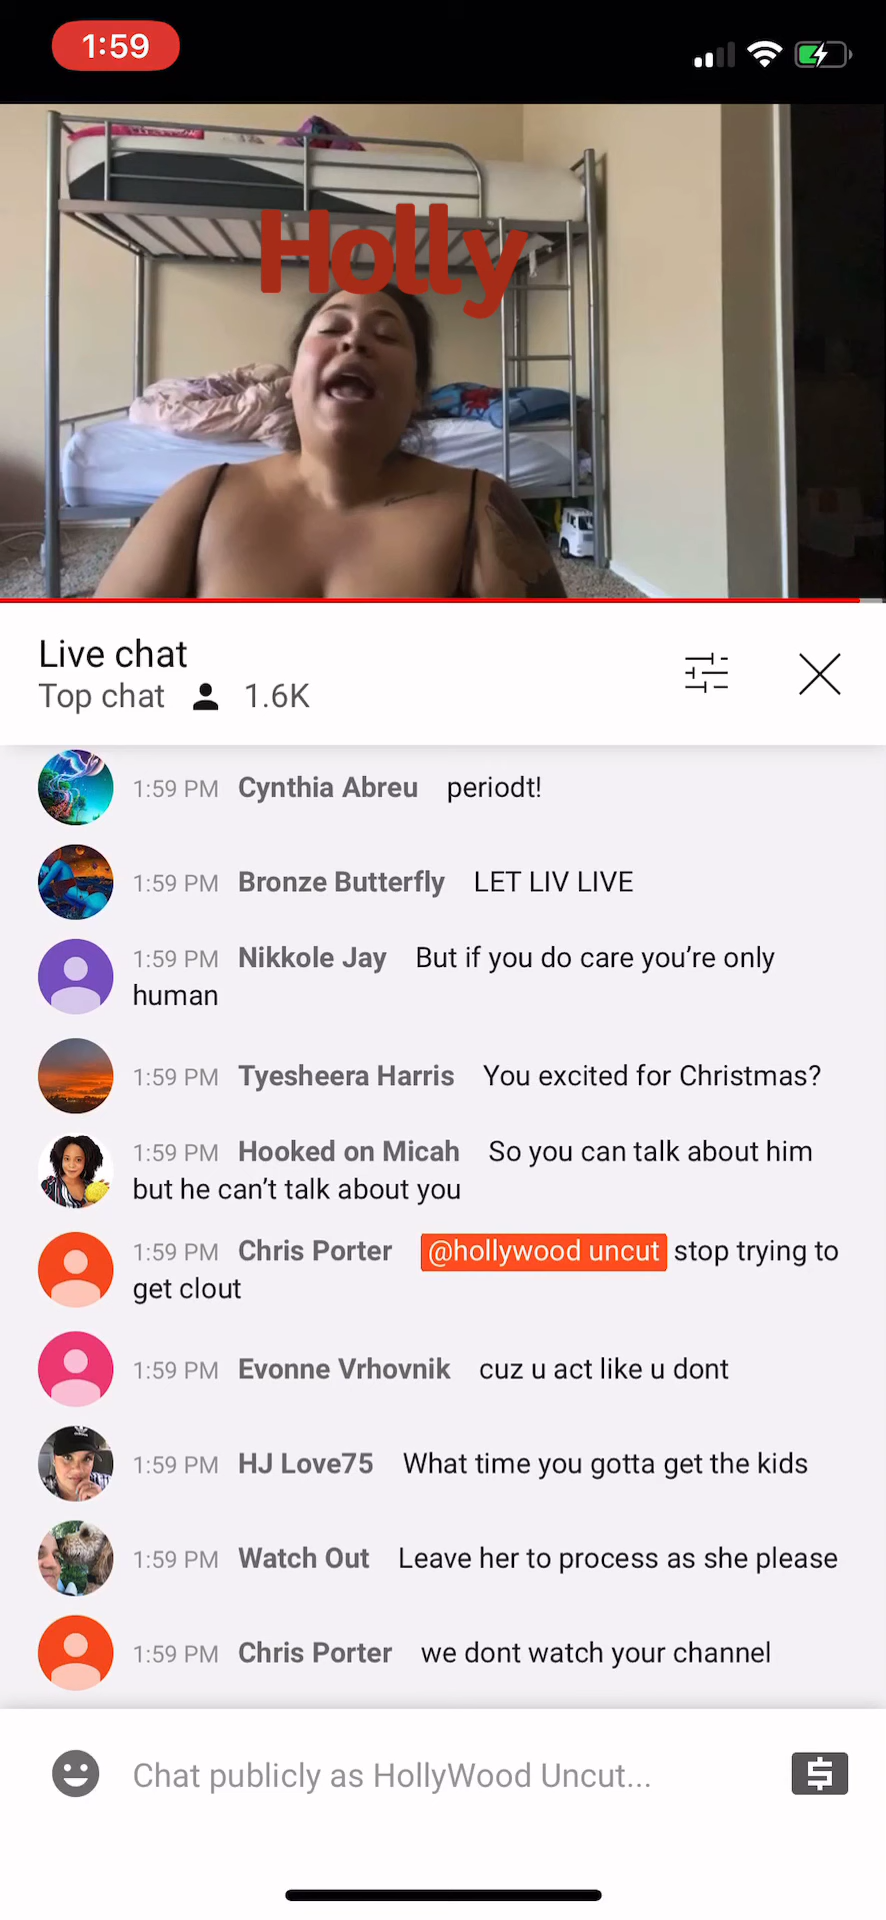 1:59
Holly
Live chat
Top chat 1.6K
1:59 PM Cynthia Abreu periodt!
1:59 PM Bronze Butterfly LET LIV LIVE
1:59 PM Nikkole Jay But if you do care you’re only
human
1:59 PM Tyesheera Harris You excited for Christmas?
1:59 PM Hooked on Micah So you can talk about him
but he can’t talk about you
1:59 PM Chris Porter @hollywood uncut stop trying to
get clout
1:59 PM Evonne Vrhovnik cuz u act like u dont
1:59 PM HJ Love75 What time you gotta get the kids
1:59 PM Watch Out Leave her to process as she please
1:59 PM Chris Porter we dont watch your channel
Chat publicly as HollyWood Uncut...